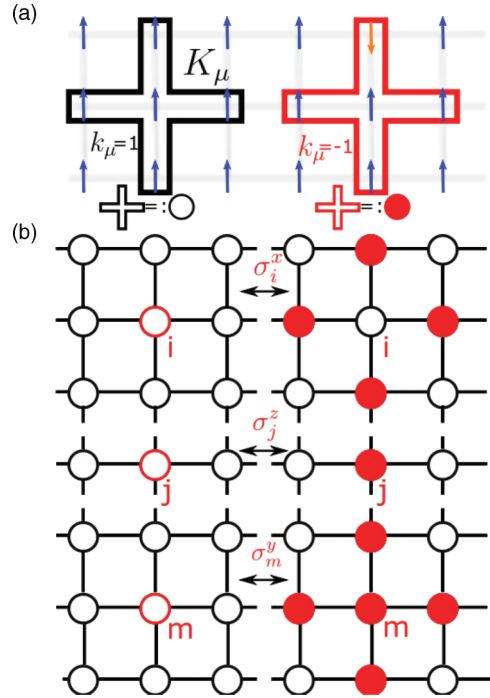 (a)
K_μ
k_μ=1
k_μ=-1
=:
=:
(b)
σ_i^x
i
i
σ_j^z
j
j
σ_m^y
m
m